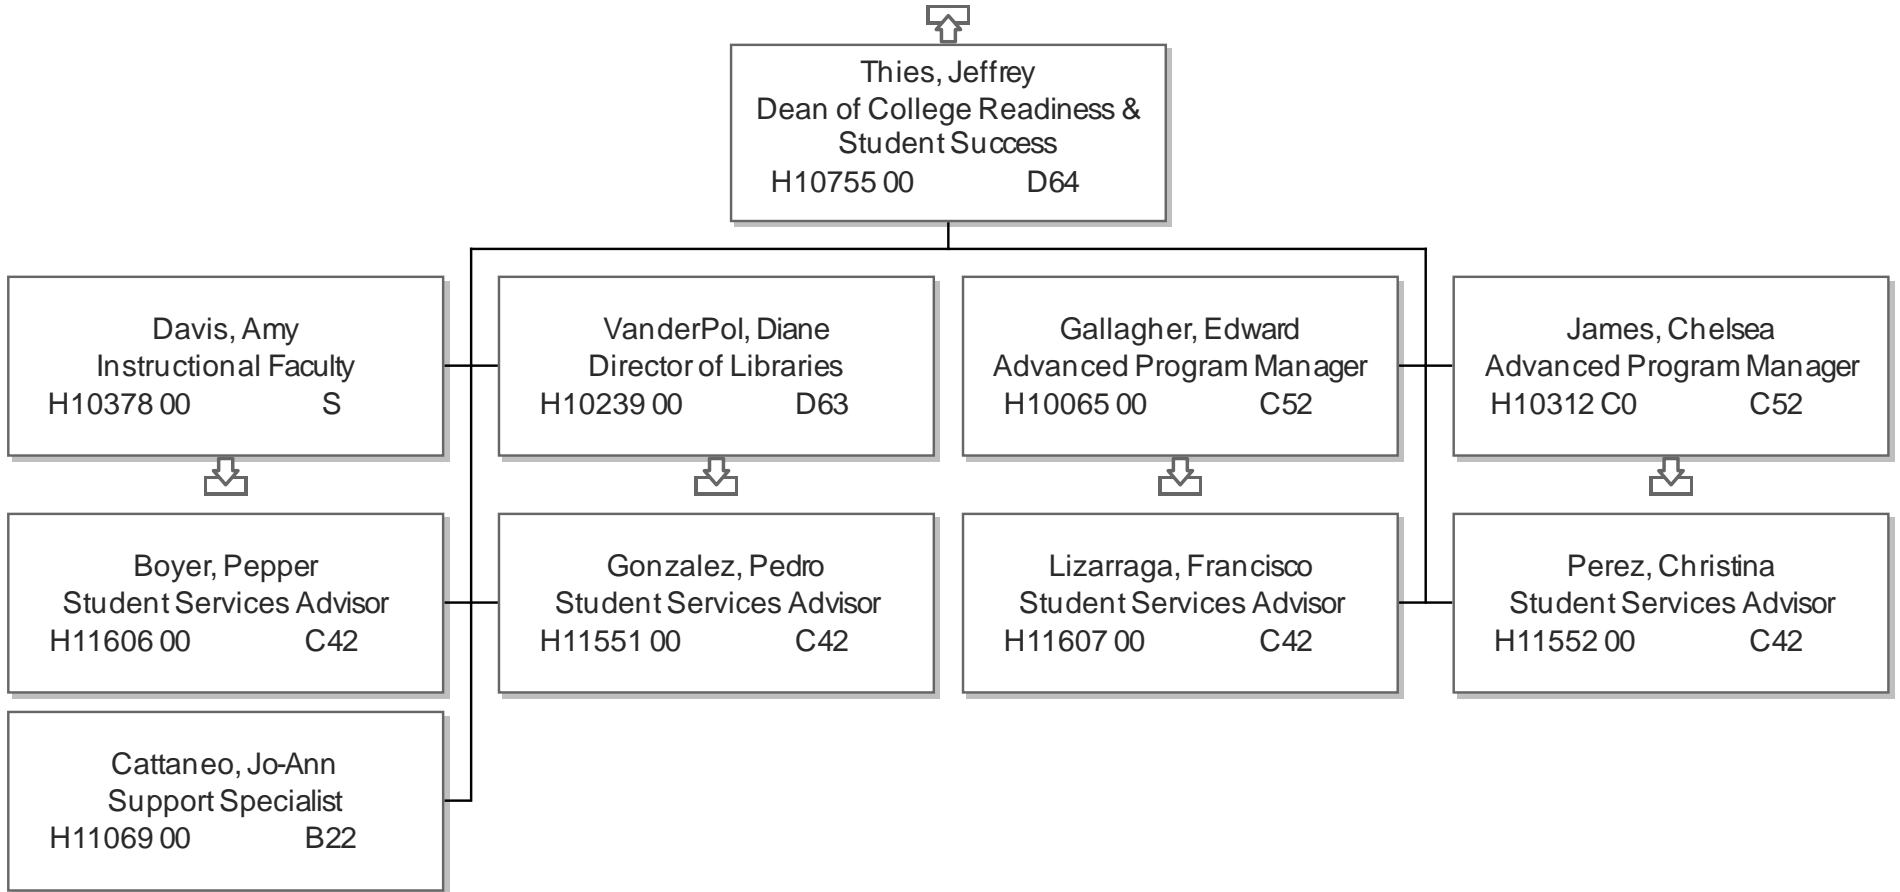 Thies, Jeffrey
Dean of College Readiness &
Student Success
H10755 00 D64
Davis, Amy
Instructional Faculty
H10378 00 S
VanderPol, Diane
Director of Libraries
H10239 00 D63
Gallagher, Edward
Advanced Program Manager
H10065 00 C52
James, Chelsea
Advanced Program Manager
H10312 C0 C52
Boyer, Pepper
Student Services Advisor
H11606 00 C42
Gonzalez, Pedro
Student Services Advisor
H11551 00 C42
Lizarraga, Francisco
Student Services Advisor
H11607 00 C42
Perez, Christina
Student Services Advisor
H11552 00 C42
Cattaneo, Jo-Ann
Support Specialist
H11069 00 B22